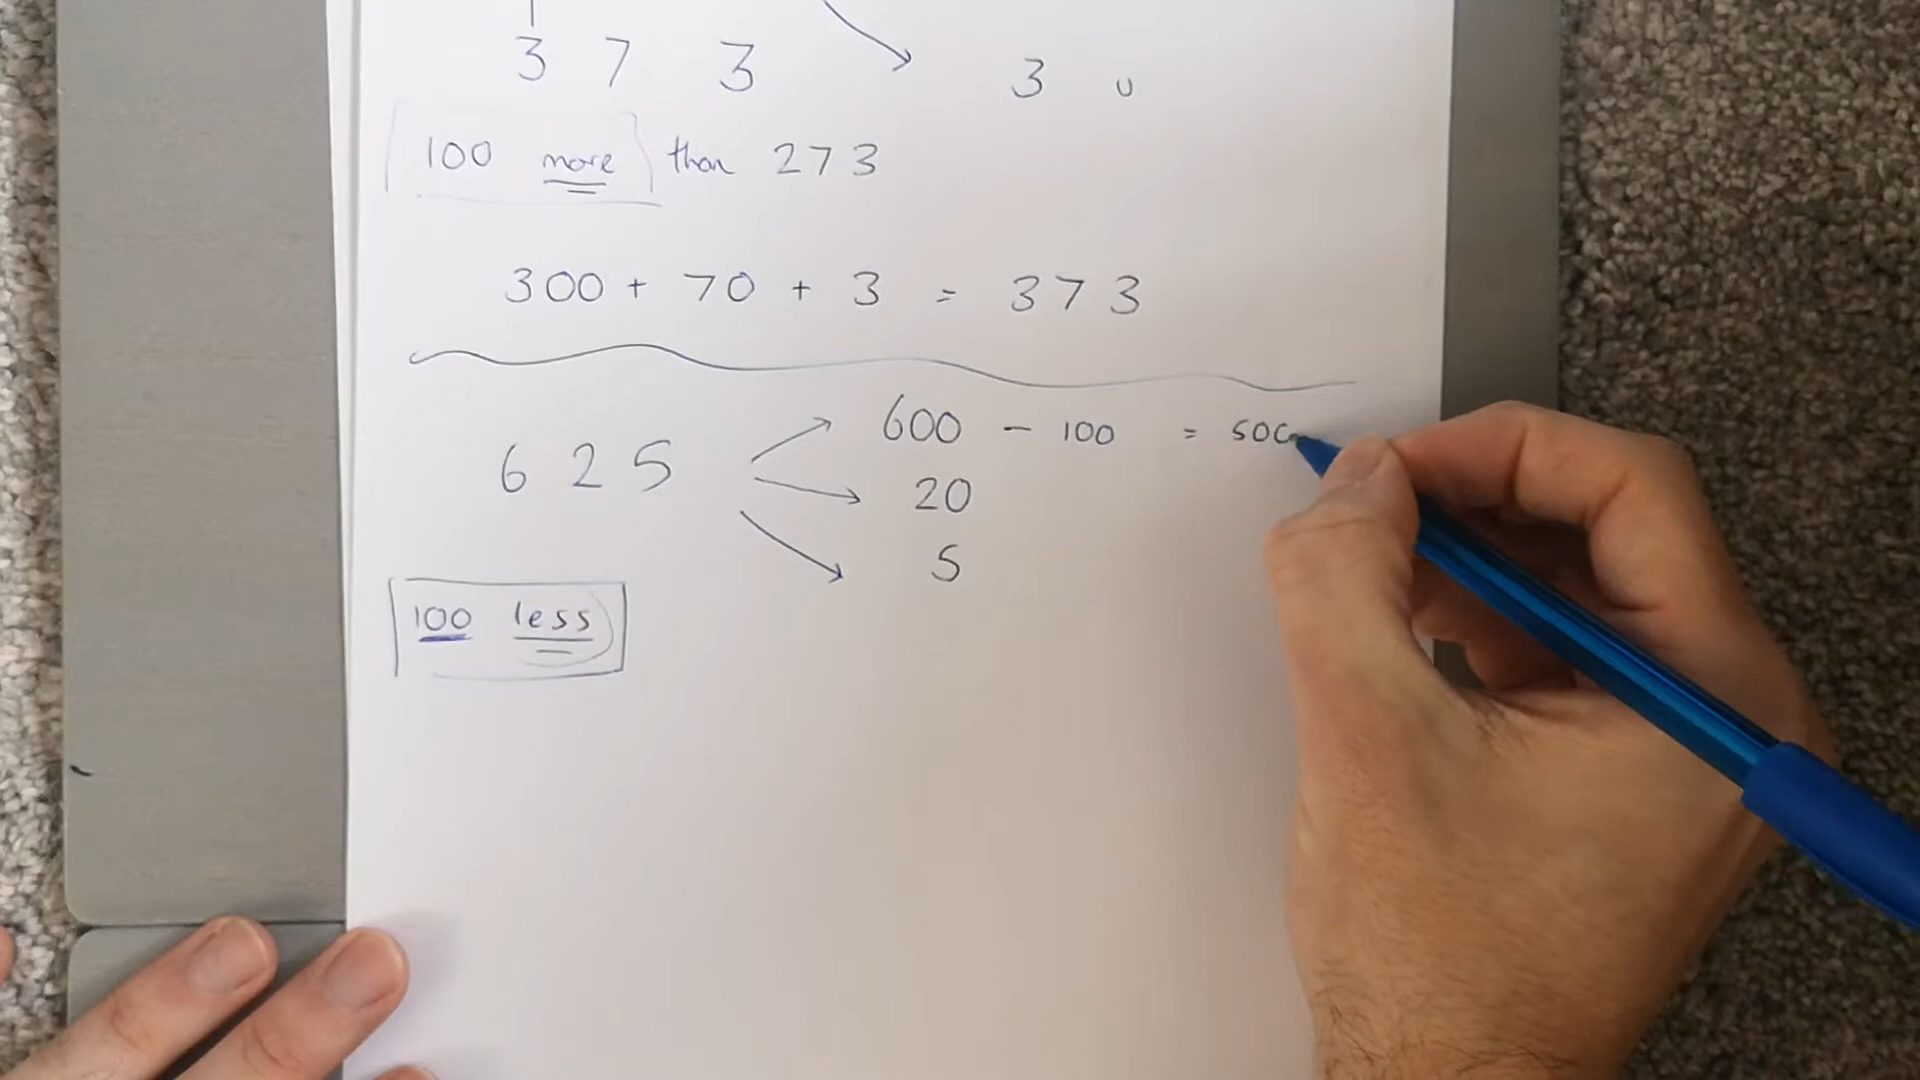 3 7 3 3 0
100 more than 273
300 + 70 + 3 = 373
600 - 100 = 500
625
20
5
100 less